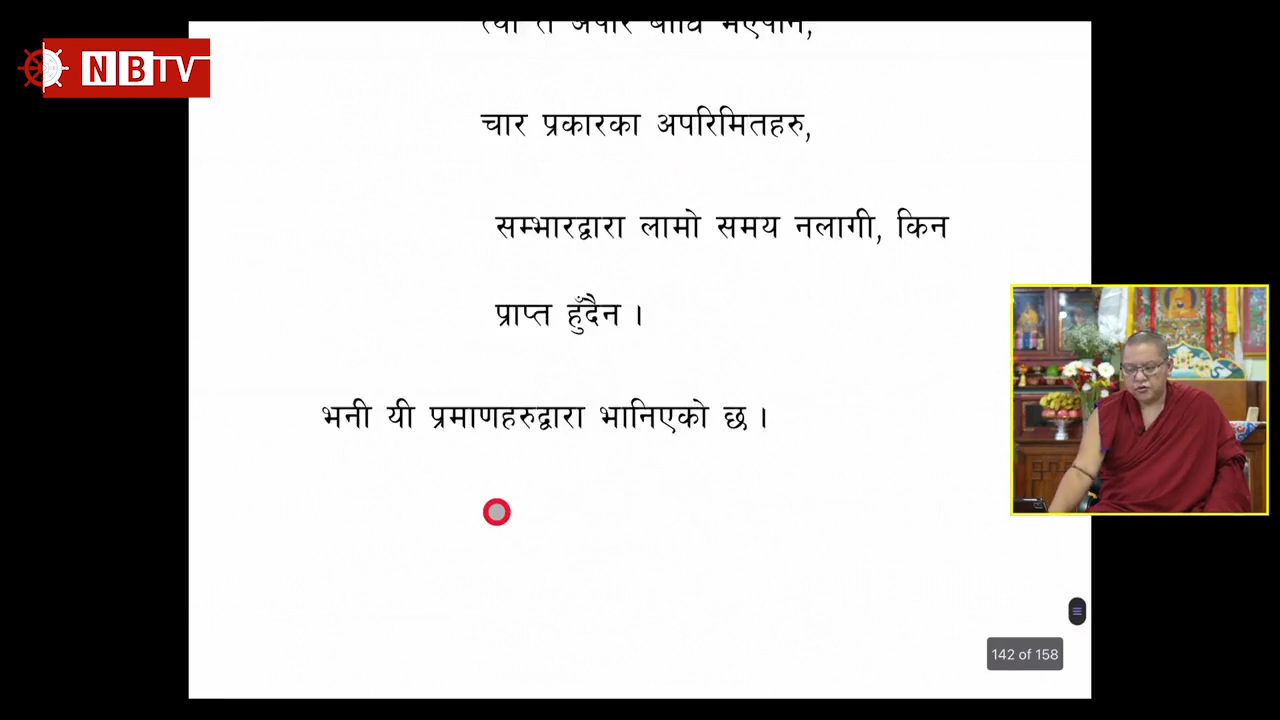 NBTV
चार प्रकारका अपरिमितहरु,
सम्भारद्वारा लामो समय नलागी, किन
प्राप्त हुँदैन ।
भनी यी प्रमाणहरुद्वारा भानिएको छ ।
142 of 158